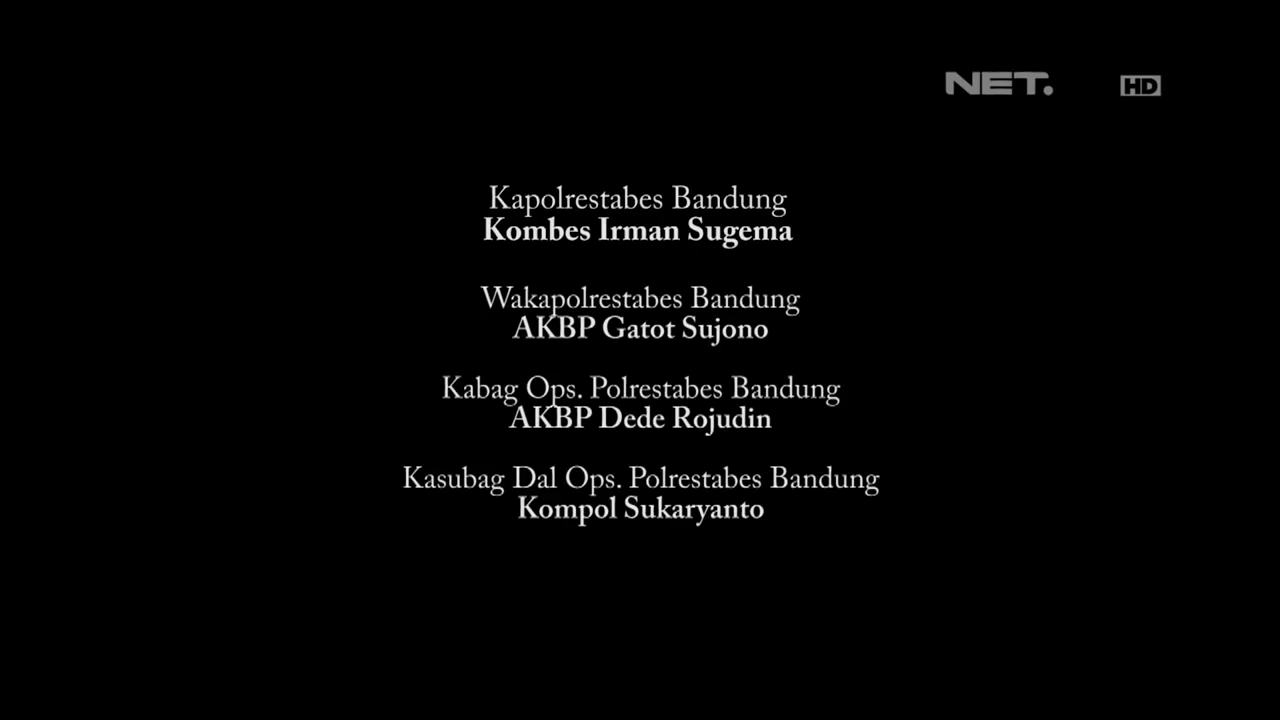 NET. HD
Kapolrestabes Bandung
Kombes Irman Sugema
Wakapolrestabes Bandung
AKBP Gatot Sujono
Kabag Ops. Polrestabes Bandung
AKBP Dede Rojudin
Kasubag Dal Ops. Polrestabes Bandung
Kompol Sukaryanto